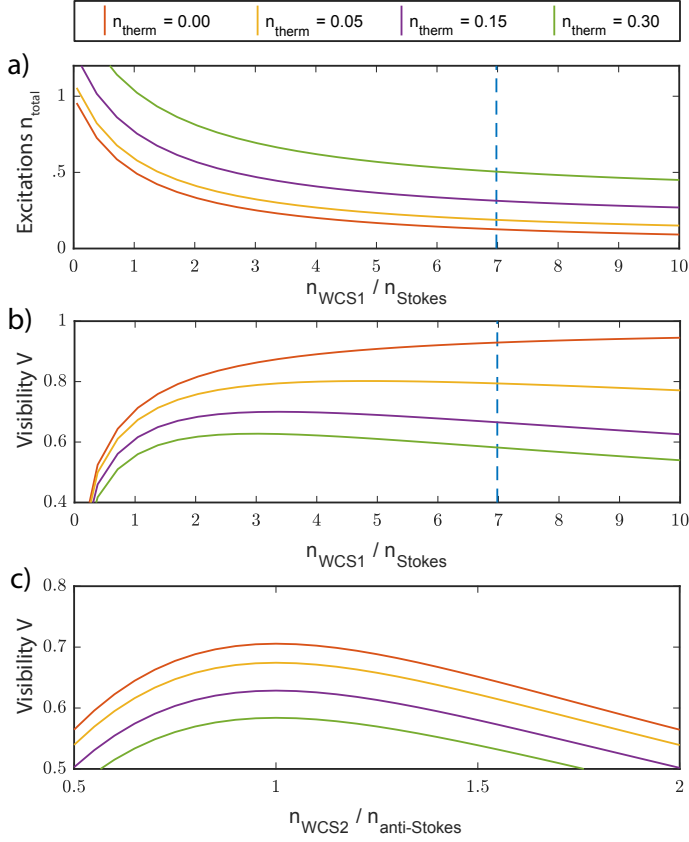 n_therm = 0.00 n_therm = 0.05 n_therm = 0.15 n_therm = 0.30
a)
Excitations n_total
1
.5
0
0 1 2 3 4 5 6 7 8 9 10
n_WCS1 / n_Stokes
b)
Visibility V
1
0.8
0.6
0.4
0 1 2 3 4 5 6 7 8 9 10
n_WCS1 / n_Stokes
c)
Visibility V
0.8
0.7
0.6
0.5
0.5 1 1.5 2
n_WCS2 / n_anti-Stokes